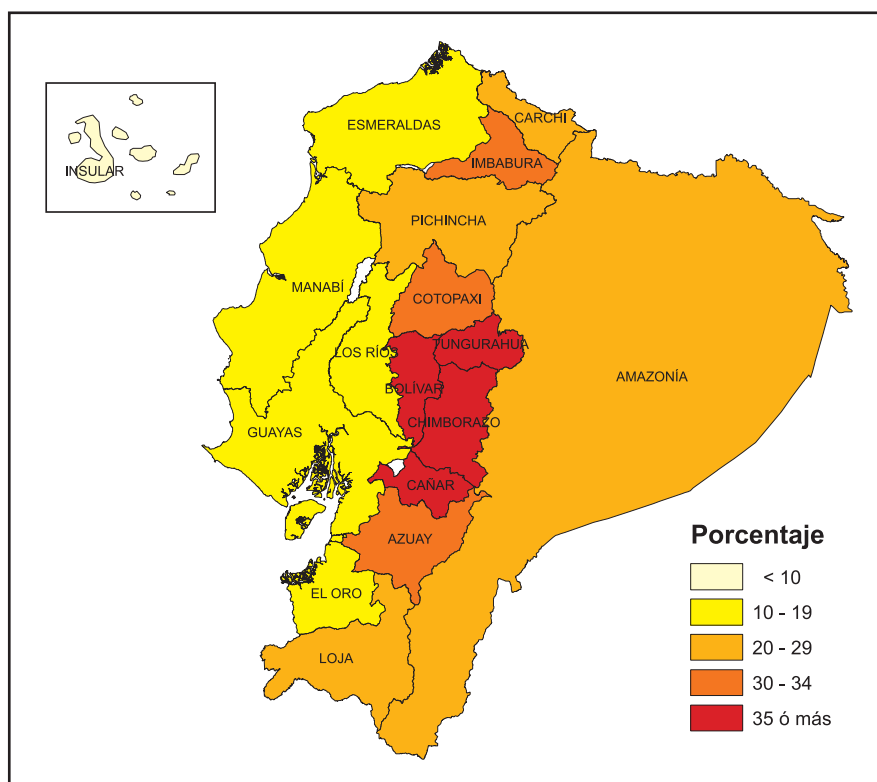 ESMERALDAS
CARCHI
IMBABURA
INSULAR
PICHINCHA
MANABÍ
COTOPAXI
LOS RÍOS
TUNGURAHUA
BOLÍVAR
AMAZONÍA
CHIMBORAZO
GUAYAS
CAÑAR
AZUAY
EL ORO
LOJA
Porcentaje
< 10
10 - 19
20 - 29
30 - 34
35 ó más